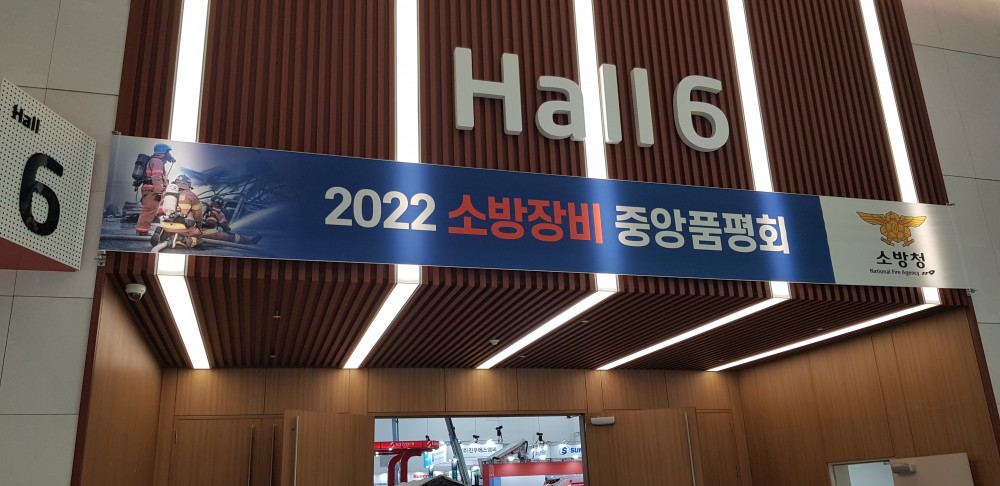 Hall 6
Hall
6
2022 소방장비 중앙품평회
소방청
National Fire Agency 119